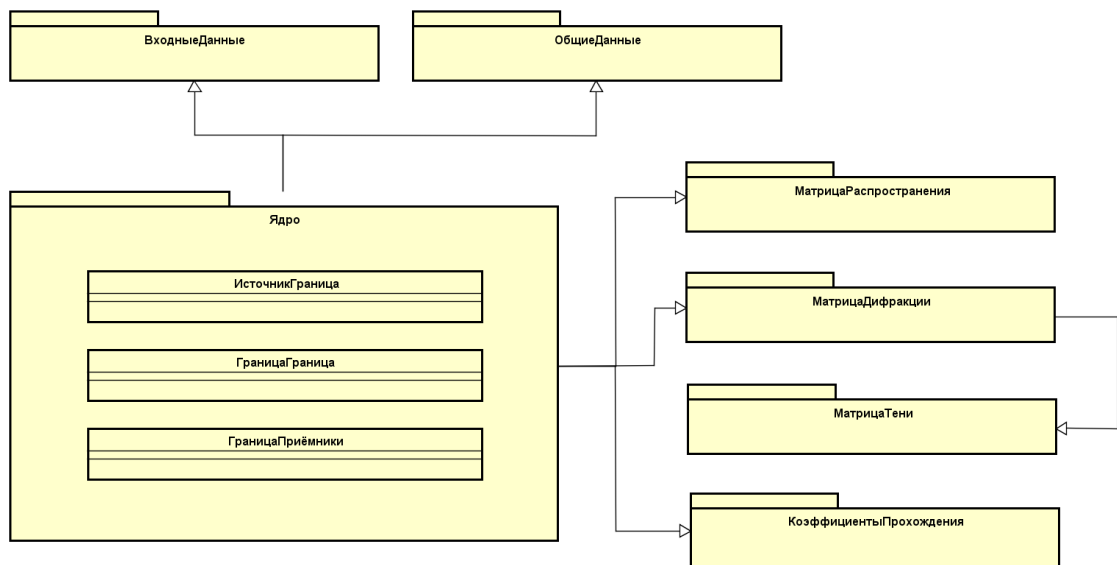 ВходныеДанные
ОбщиеДанные
Ядро
ИсточникГраница
ГраницаГраница
ГраницаПриёмники
МатрицаРаспространения
МатрицаДифракции
МатрицаТени
КоэффициентыПрохождения